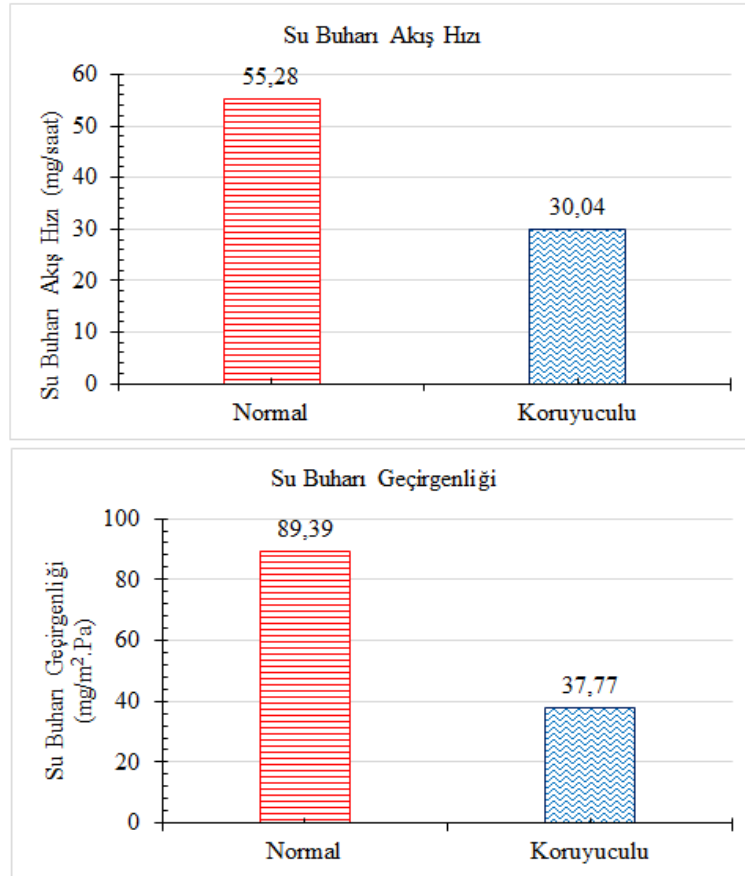 Su Buharı Akış Hızı
Su Buharı Akış Hızı (mg/saat)
60
50
40
30
20
10
0
55,28
30,04
Normal
Koruyuculu
Su Buharı Geçirgenliği
Su Buharı Geçirgenliği
(mg/m².Pa)
100
80
60
40
20
0
89,39
37,77
Normal
Koruyuculu